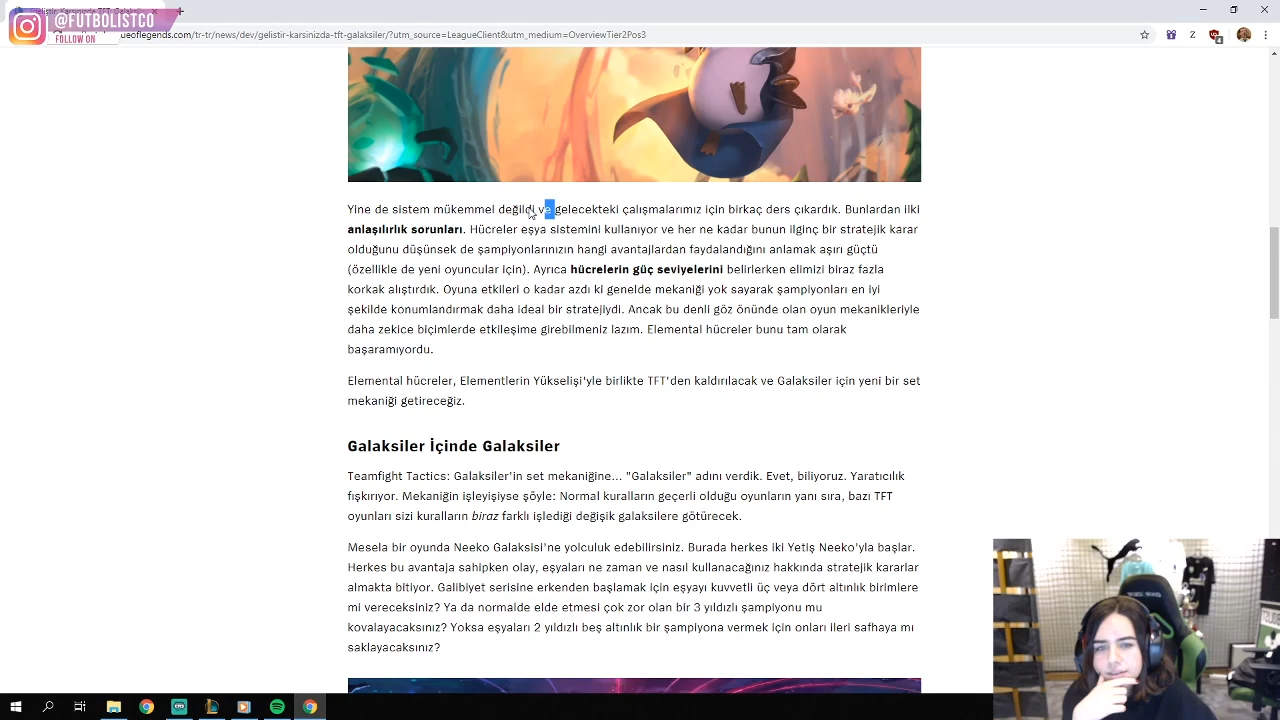 @FUTBOLISTCO
FOLLOW ON
ueoflegends.com/tr-tr/news/dev/gelistir-karsinizda-tft-galaksiler/?utm_source=LeagueClient&utm_medium=OverviewTier2Pos3
Yine de sistem mükemmel değildi ve gelecekteki çalışmalarımız için birkaç ders çıkardık. Bunlardan ilki
anlaşılırlık sorunları. Hücreler eşya sistemini kullanıyor ve her ne kadar bunun ilginç bir stratejik karar
olduğunu düşünsek de şampiyonlarınızın hangi avantajlardan faydalandığını anlamak aşırı güçtü
(özellikle de yeni oyuncular için). Ayrıca hücrelerin güç seviyelerini belirlerken elimizi biraz fazla
korkak alıştırdık. Oyuna etkileri o kadar azdı ki genelde mekaniği yok sayarak şampiyonları en iyi
şekilde konumlandırmak daha ideal bir stratejiydi. Ancak bu denli göz önünde olan oyun mekanikleriyle
daha zekice biçimlerde etkileşime girebilmeniz lazım. Elemental hücreler bunu tam olarak
başaramıyordu.
Elemental hücreler, Elementlerin Yükselişi'yle birlikte TFT'den kaldırılacak ve Galaksiler için yeni bir set
mekaniği getireceğiz.
Galaksiler İçinde Galaksiler
Teamfight Tactics: Galaksiler'in set mekaniğine... "Galaksiler" adını verdik. Evet, biliyoruz. Yaratıcılık
fışkırıyor. Mekaniğin işleyişiyse şöyle: Normal kuralların geçerli olduğu oyunların yanı sıra, bazı TFT
oyunları sizi kuralların biraz farklı işlediği değişik galaksilere götürecek.
Mesela bir oyunda Neeko Galaksisi'ne yolculuk edebilirsiniz. Burada herkes iki Yetiş Neeko'yla başlar.
Herkes bu avantaja sahipken olay, eşyaları ne zaman ve nasıl kullanacağınız hakkında stratejik kararlar
almakta bitiyor. Galibiyet serisine erkenden başlamak için eşyayı kuvvetli üç veya dört altınlık birimlere
mi vereceksiniz? Ya da normalde elde etmesi çok zor olan bir 3 yıldızlı şampiyonu mu
kovalayacaksınız? Yoksa eşyaları 2 yıldızlı beş altınlık bir şampiyona vermek için onları ileri safhaya mı
saklayacaksınız?